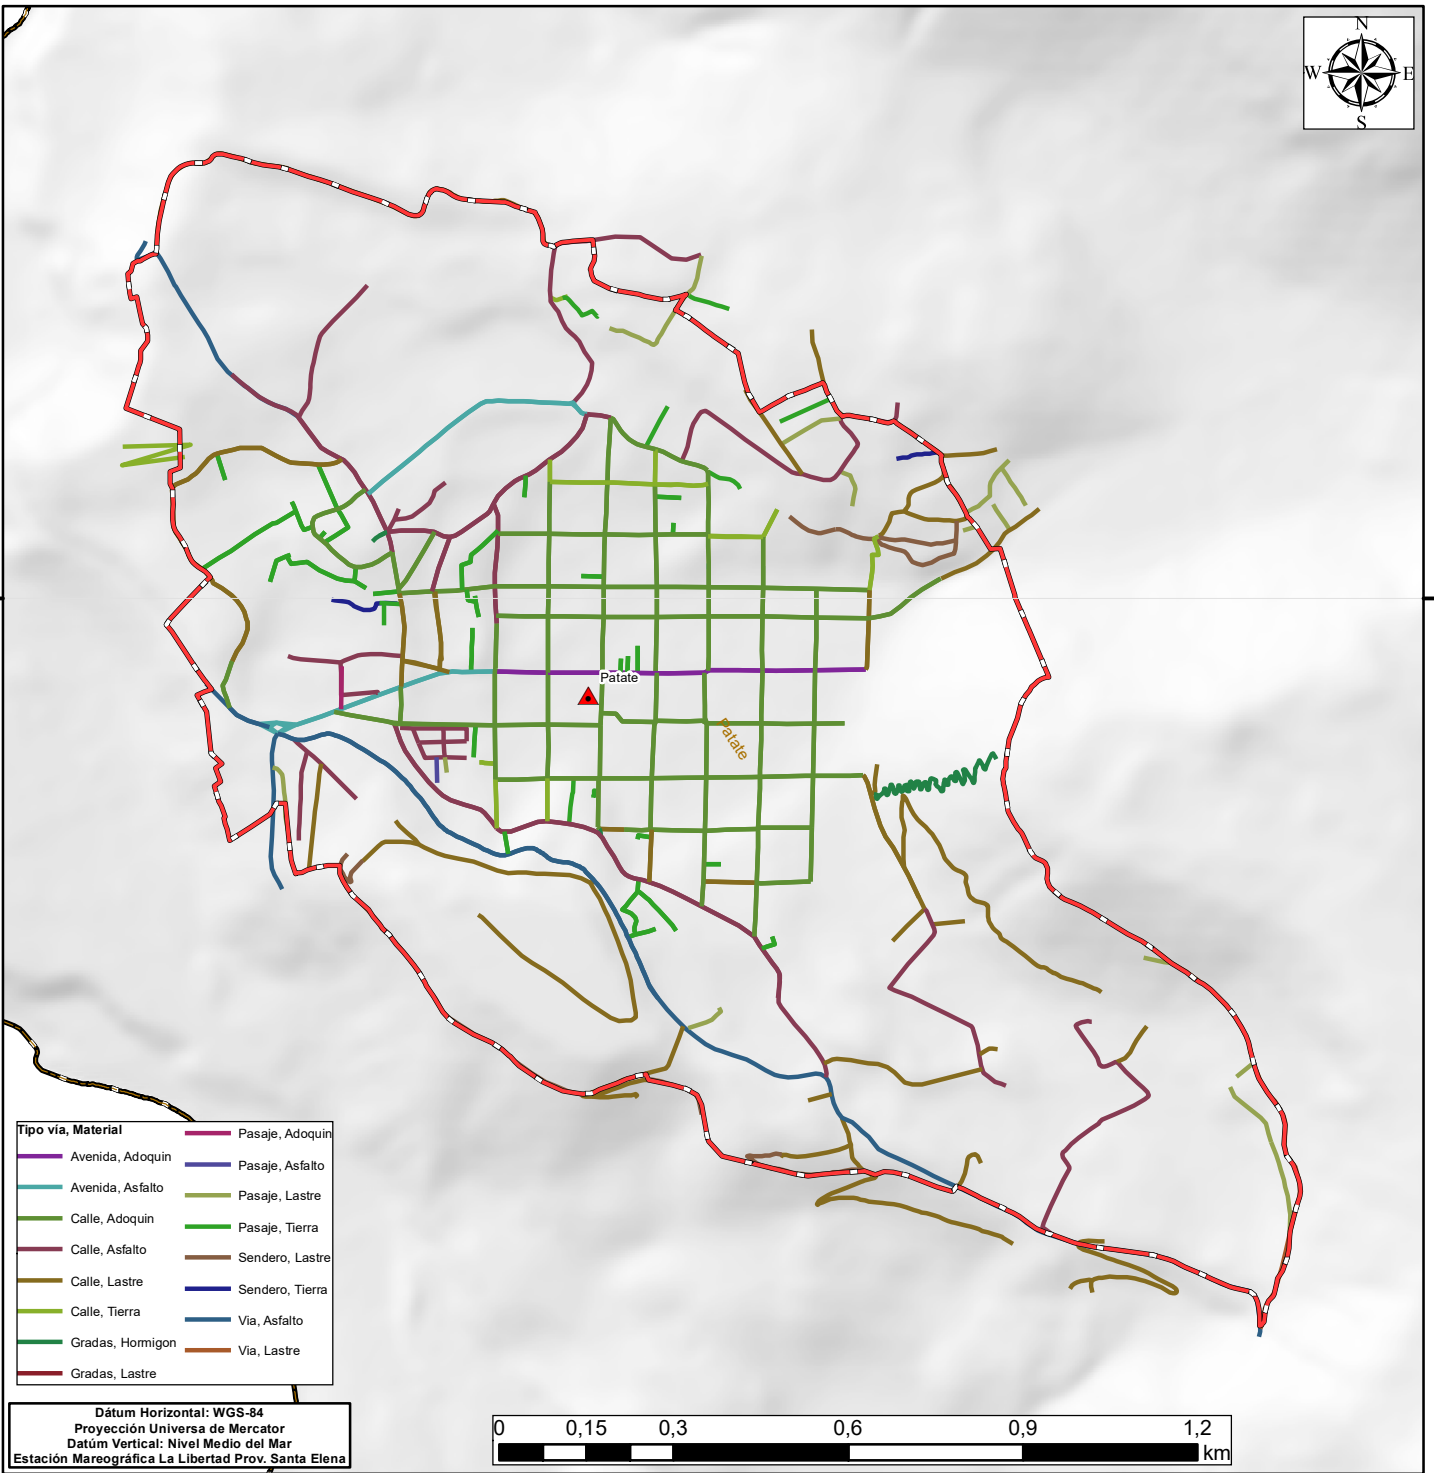 N
W E
S
Patate
Patate
Tipo vía, Material
Avenida, Adoquin
Avenida, Asfalto
Calle, Adoquin
Calle, Asfalto
Calle, Lastre
Calle, Tierra
Gradas, Hormigon
Gradas, Lastre
Pasaje, Adoquin
Pasaje, Asfalto
Pasaje, Lastre
Pasaje, Tierra
Sendero, Lastre
Sendero, Tierra
Via, Asfalto
Via, Lastre
Dátum Horizontal: WGS-84
Proyección Universa de Mercator
Datúm Vertical: Nivel Medio del Mar
Estación Mareográfica La Libertad Prov. Santa Elena
0 0,15 0,3 0,6 0,9 1,2
km